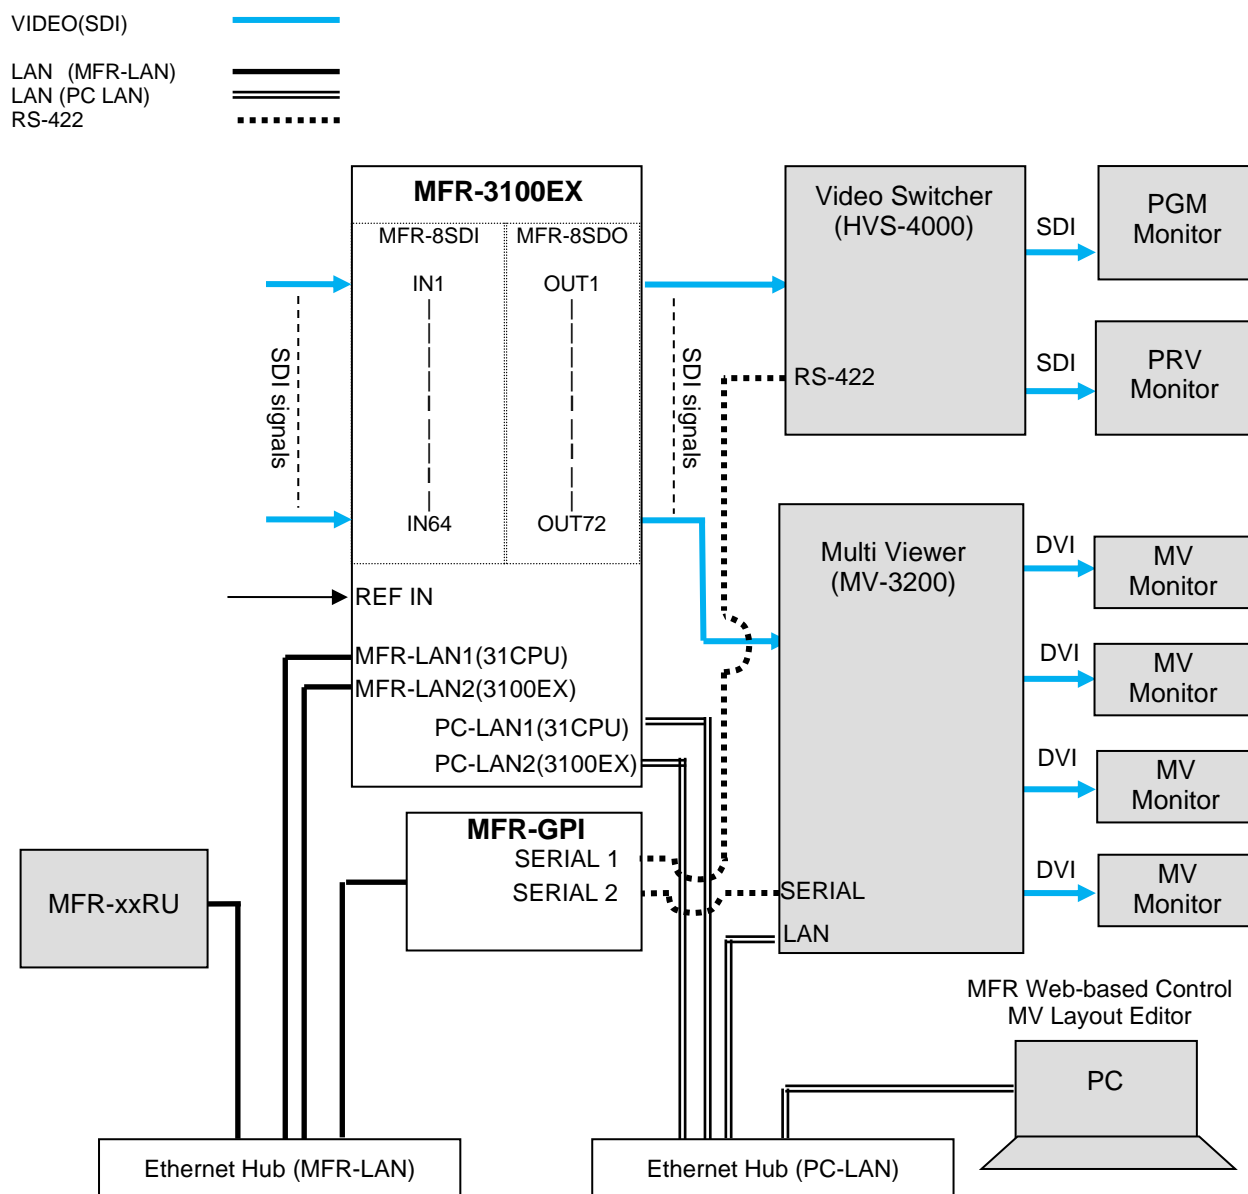 VIDEO(SDI)
LAN (MFR-LAN)
LAN (PC LAN)
RS-422
MFR-3100EX
MFR-8SDI
MFR-8SDO
IN1
OUT1
SDI signals
SDI signals
IN64
OUT72
REF IN
MFR-LAN1(31CPU)
MFR-LAN2(3100EX)
PC-LAN1(31CPU)
PC-LAN2(3100EX)
Video Switcher
(HVS-4000)
RS-422
SDI
PGM
Monitor
SDI
PRV
Monitor
Multi Viewer
(MV-3200)
SERIAL
LAN
DVI
MV
Monitor
DVI
MV
Monitor
DVI
MV
Monitor
DVI
MV
Monitor
MFR-GPI
SERIAL 1
SERIAL 2
MFR-xxRU
MFR Web-based Control
MV Layout Editor
PC
Ethernet Hub (MFR-LAN)
Ethernet Hub (PC-LAN)